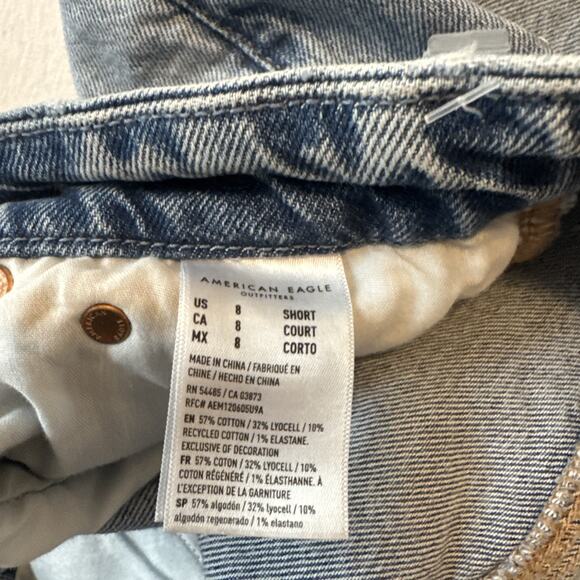 AMERICAN EAGLE
OUTFITTERS
US 8 SHORT
CA 8 COURT
MX 8 CORTO
MADE IN CHINA / FABRIQUÉ EN
CHINE / HECHO EN CHINA
RN 54485 / CA 03873
RFC# AEM120605U9A
EN 57% COTTON / 32% LYOCELL / 10%
RECYCLED COTTON / 1% ELASTANE.
EXCLUSIVE OF DECORATION
FR 57% COTON / 32% LYOCELL / 10%
COTON RÉGÉNÉRÉ / 1% ÉLASTHANNE. À
L'EXCEPTION DE LA GARNITURE
SP 57% algodón / 32% lyocell / 10%
algodón regenerado / 1% elastano